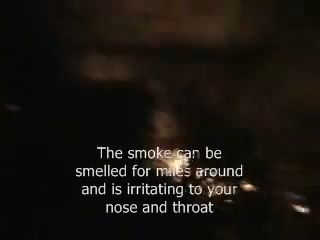 The smoke can be
smelled for miles around
and is irritating to your
nose and throat